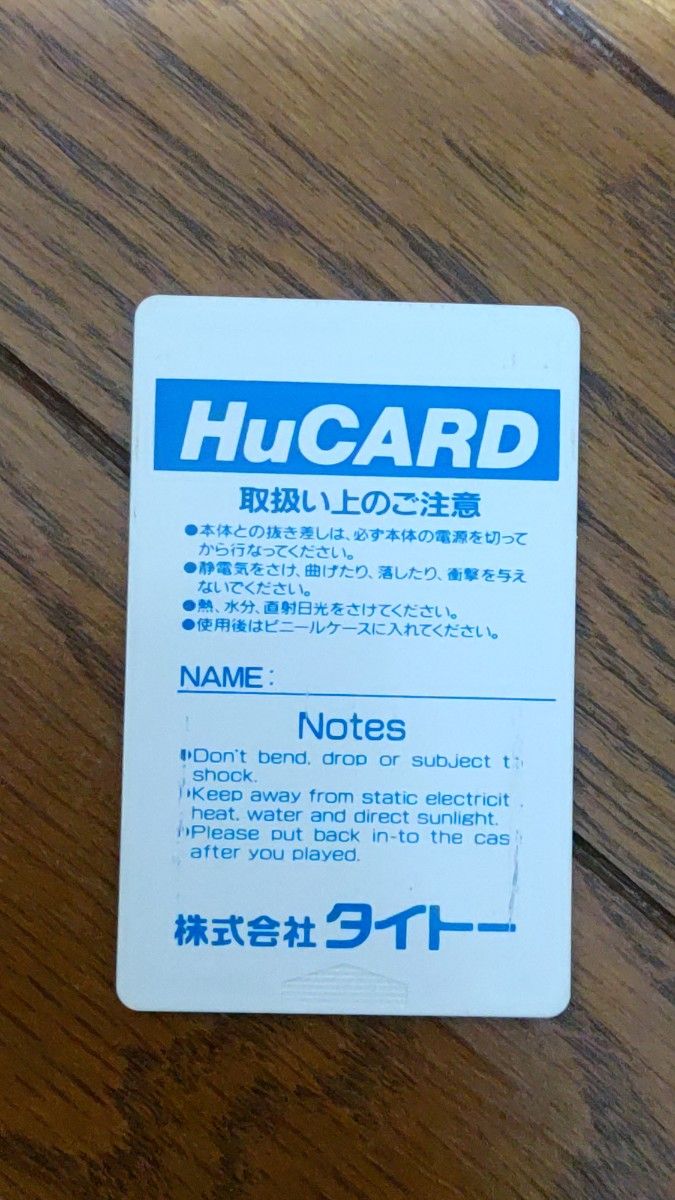 HuCARD
取扱い上のご注意
●本体との抜き差しは、必ず本体の電源を切って
から行なってください。
●静電気をさけ、曲げたり、落したり、衝撃を与え
ないでください。
●熱、水分、直射日光をさけてください。
●使用後はビニールケースに入れてください。
NAME:
Notes
●Don't bend, drop or subject t
shock.
●Keep away from static electricit
heat, water and direct sunlight.
●Please put back in-to the cas
after you played.
株式会社タイトー